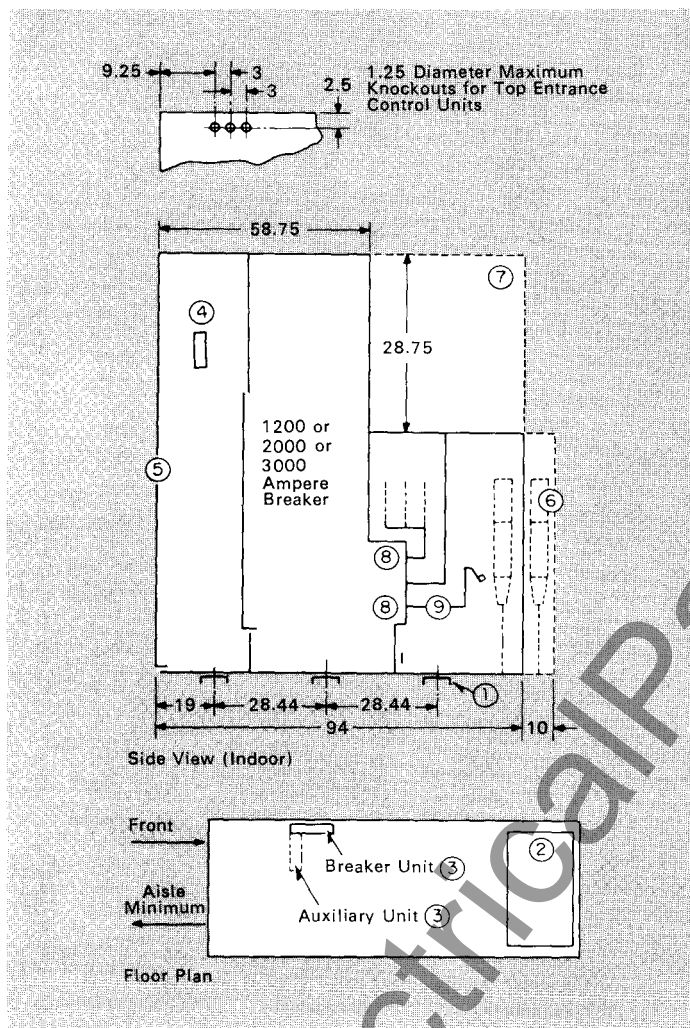 9.25
3
3
2.5
1.25 Diameter Maximum
Knockouts for Top Entrance
Control Units
58.75
7
4
28.75
1200 or
2000 or
3000
Ampere
Breaker
5
6
8
8
9
1
19
28.44
28.44
94
10
Side View (Indoor)
Front
2
Breaker Unit 3
Aisle
Minimum
Auxiliary Unit 3
Floor Plan